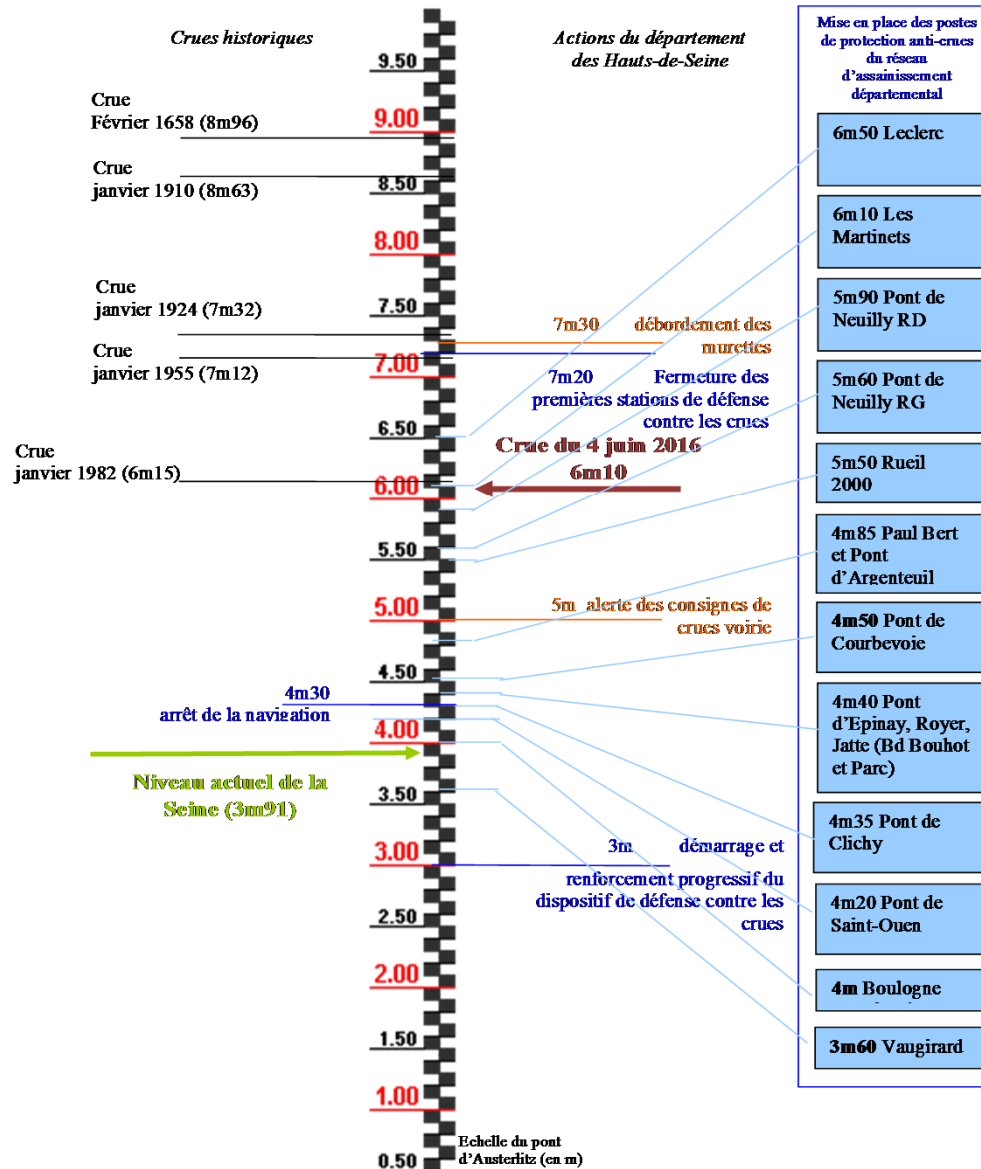 Crues historiques
Actions du département
des Hauts-de-Seine
Mise en place des postes
de protection anti-crues
du réseau
d'assainissement
départemental
Crue
Février 1658 (8m96)
Crue
janvier 1910 (8m63)
Crue
janvier 1924 (7m32)
Crue
janvier 1955 (7m12)
Crue
janvier 1982 (6m15)
4m30
arrêt de la navigation
Niveau actuel de la
Seine (3m91)
9.50
9.00
8.50
8.00
7.50
7.00
6.50
6.00
5.50
5.00
4.50
4.00
3.50
3.00
2.50
2.00
1.50
1.00
0.50
Echelle du pont
d'Austerlitz (en m)
7m30 débordement des
murettes
7m20 Fermeture des
premières stations de défense
contre les crues
Crue du 4 juin 2016
6m10
5m alerte des consignes de
crues voirie
3m démarrage et
renforcement progressif du
dispositif de défense contre les
crues
6m50 Leclerc
6m10 Les
Martinets
5m90 Pont de
Neuilly RD
5m60 Pont de
Neuilly RG
5m50 Rueil
2000
4m85 Paul Bert
et Pont
d'Argenteuil
4m50 Pont de
Courbevoie
4m40 Pont
d'Epinay, Royer,
Jatte (Bd Bouhot
et Parc)
4m35 Pont de
Clichy
4m20 Pont de
Saint-Ouen
4m Boulogne
3m60 Vaugirard